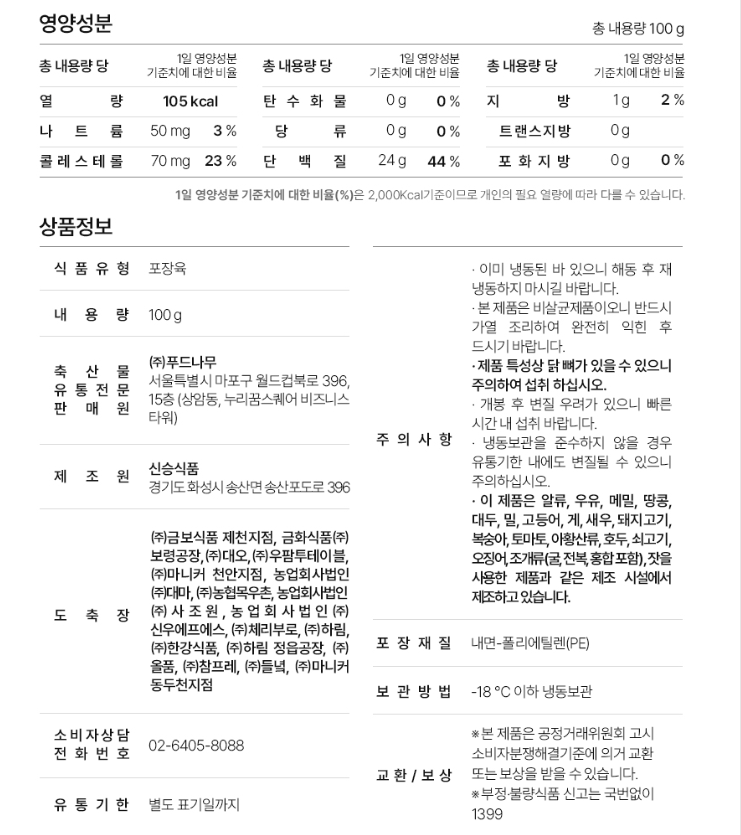 영양성분
총 내용량 100 g
총 내용량 당 1일 영양성분 기준치에 대한 비율 총 내용량 당 1일 영양성분 기준치에 대한 비율 총 내용량 당 1일 영양성분 기준치에 대한 비율
열 량 105 kcal 탄 수 화 물 0 g 0 % 지 방 1 g 2 %
나 트 륨 50 mg 3 % 당 류 0 g 0 % 트랜스지방 0 g
콜레스테롤 70 mg 23 % 단 백 질 24 g 44 % 포 화 지 방 0 g 0 %
1일 영양성분 기준치에 대한 비율(%)은 2,000Kcal기준이므로 개인의 필요 열량에 따라 다를 수 있습니다.
상품정보
식 품 유 형 포장육
내 용 량 100 g
축 산 물
유 통 전 문
판 매 원
(주)푸드나무
서울특별시 마포구 월드컵북로 396,
15층 (상암동, 누리꿈스퀘어 비즈니스
타워)
제 조 원
신승식품
경기도 화성시 송산면 송산포도로 396
도 축 장
(주)금보식품 제천지점, 금화식품(주)
보령공장, (주)대오, (주)우팜투테이블,
(주)마니커 천안지점, 농업회사법인
(주)대마, (주)농협목우촌, 농업회사법인
(주) 사 조 원 , 농 업 회 사 법 인 (주)
신우에프에스, (주)체리부로, (주)하림,
(주)한강식품, (주)하림 정읍공장, (주)
올품, (주)참프레, (주)들녘, (주)마니커
동두천지점
소비자상담
전 화 번 호
02-6405-8088
유 통 기 한 별도 표기일까지
주 의 사 항
· 이미 냉동된 바 있으니 해동 후 재
냉동하지 마시길 바랍니다.
· 본 제품은 비살균제품이오니 반드시
가열 조리하여 완전히 익힌 후
드시기 바랍니다.
· 제품 특성상 닭 뼈가 있을 수 있으니
주의하여 섭취 하십시오.
· 개봉 후 변질 우려가 있으니 빠른
시간 내 섭취 바랍니다.
· 냉동보관을 준수하지 않을 경우
유통기한 내에도 변질될 수 있으니
주의하십시오.
· 이 제품은 알류, 우유, 메밀, 땅콩,
대두, 밀, 고등어, 게, 새우, 돼지고기,
복숭아, 토마토, 아황산류, 호두, 쇠고기,
오징어, 조개류(굴, 전복, 홍합 포함), 잣을
사용한 제품과 같은 제조 시설에서
제조하고 있습니다.
포 장 재 질 내면-폴리에틸렌(PE)
보 관 방 법 -18 °C 이하 냉동보관
교 환 / 보 상
※ 본 제품은 공정거래위원회 고시
소비자분쟁해결기준에 의거 교환
또는 보상을 받을 수 있습니다.
※ 부정·불량식품 신고는 국번없이
1399